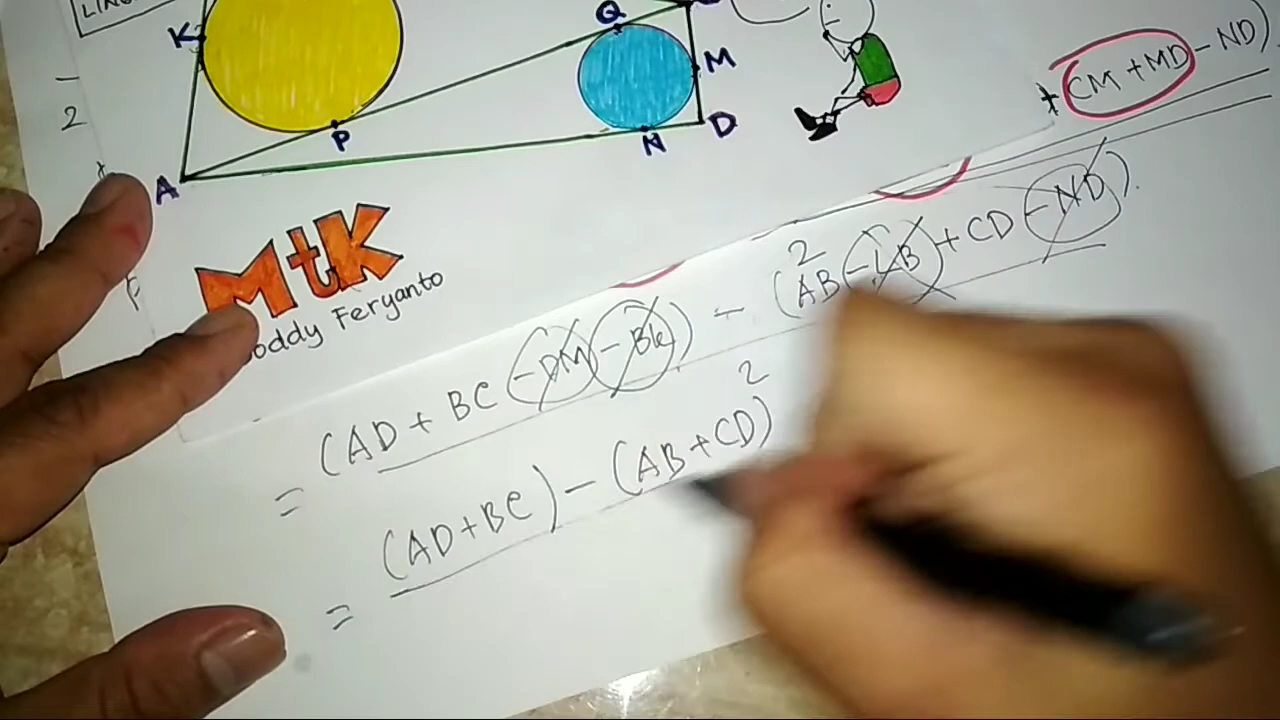 K
Q
M
P
N
D
A
CM + MD - ND)
2
MtK
oddy Feryanto
= (AD + BC - DM - BK) - (AB - LB + CD - ND).
2
= (AD + BC) - (AB + CD)
2